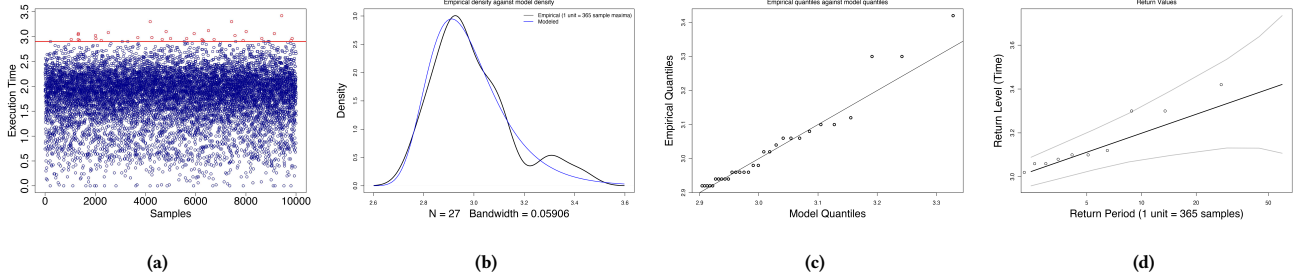 Execution Time
0.0 0.5 1.0 1.5 2.0 2.5 3.0 3.5
0 2000 4000 6000 8000 10000
Samples
(a)
Empirical density against model density
Empirical (1 unit = 365 sample maxima)
Modeled
Density
0.0 0.5 1.0 1.5 2.0 2.5 3.0
2.6 2.8 3.0 3.2 3.4 3.6
N = 27 Bandwidth = 0.05906
(b)
Empirical quantiles against model quantiles
Empirical Quantiles
2.9 3.0 3.1 3.2 3.3 3.4
2.9 3.0 3.1 3.2 3.3
Model Quantiles
(c)
Return Values
Return Level (Time)
3.0 3.2 3.4 3.6
5 10 20 50
Return Period (1 unit = 365 samples)
(d)